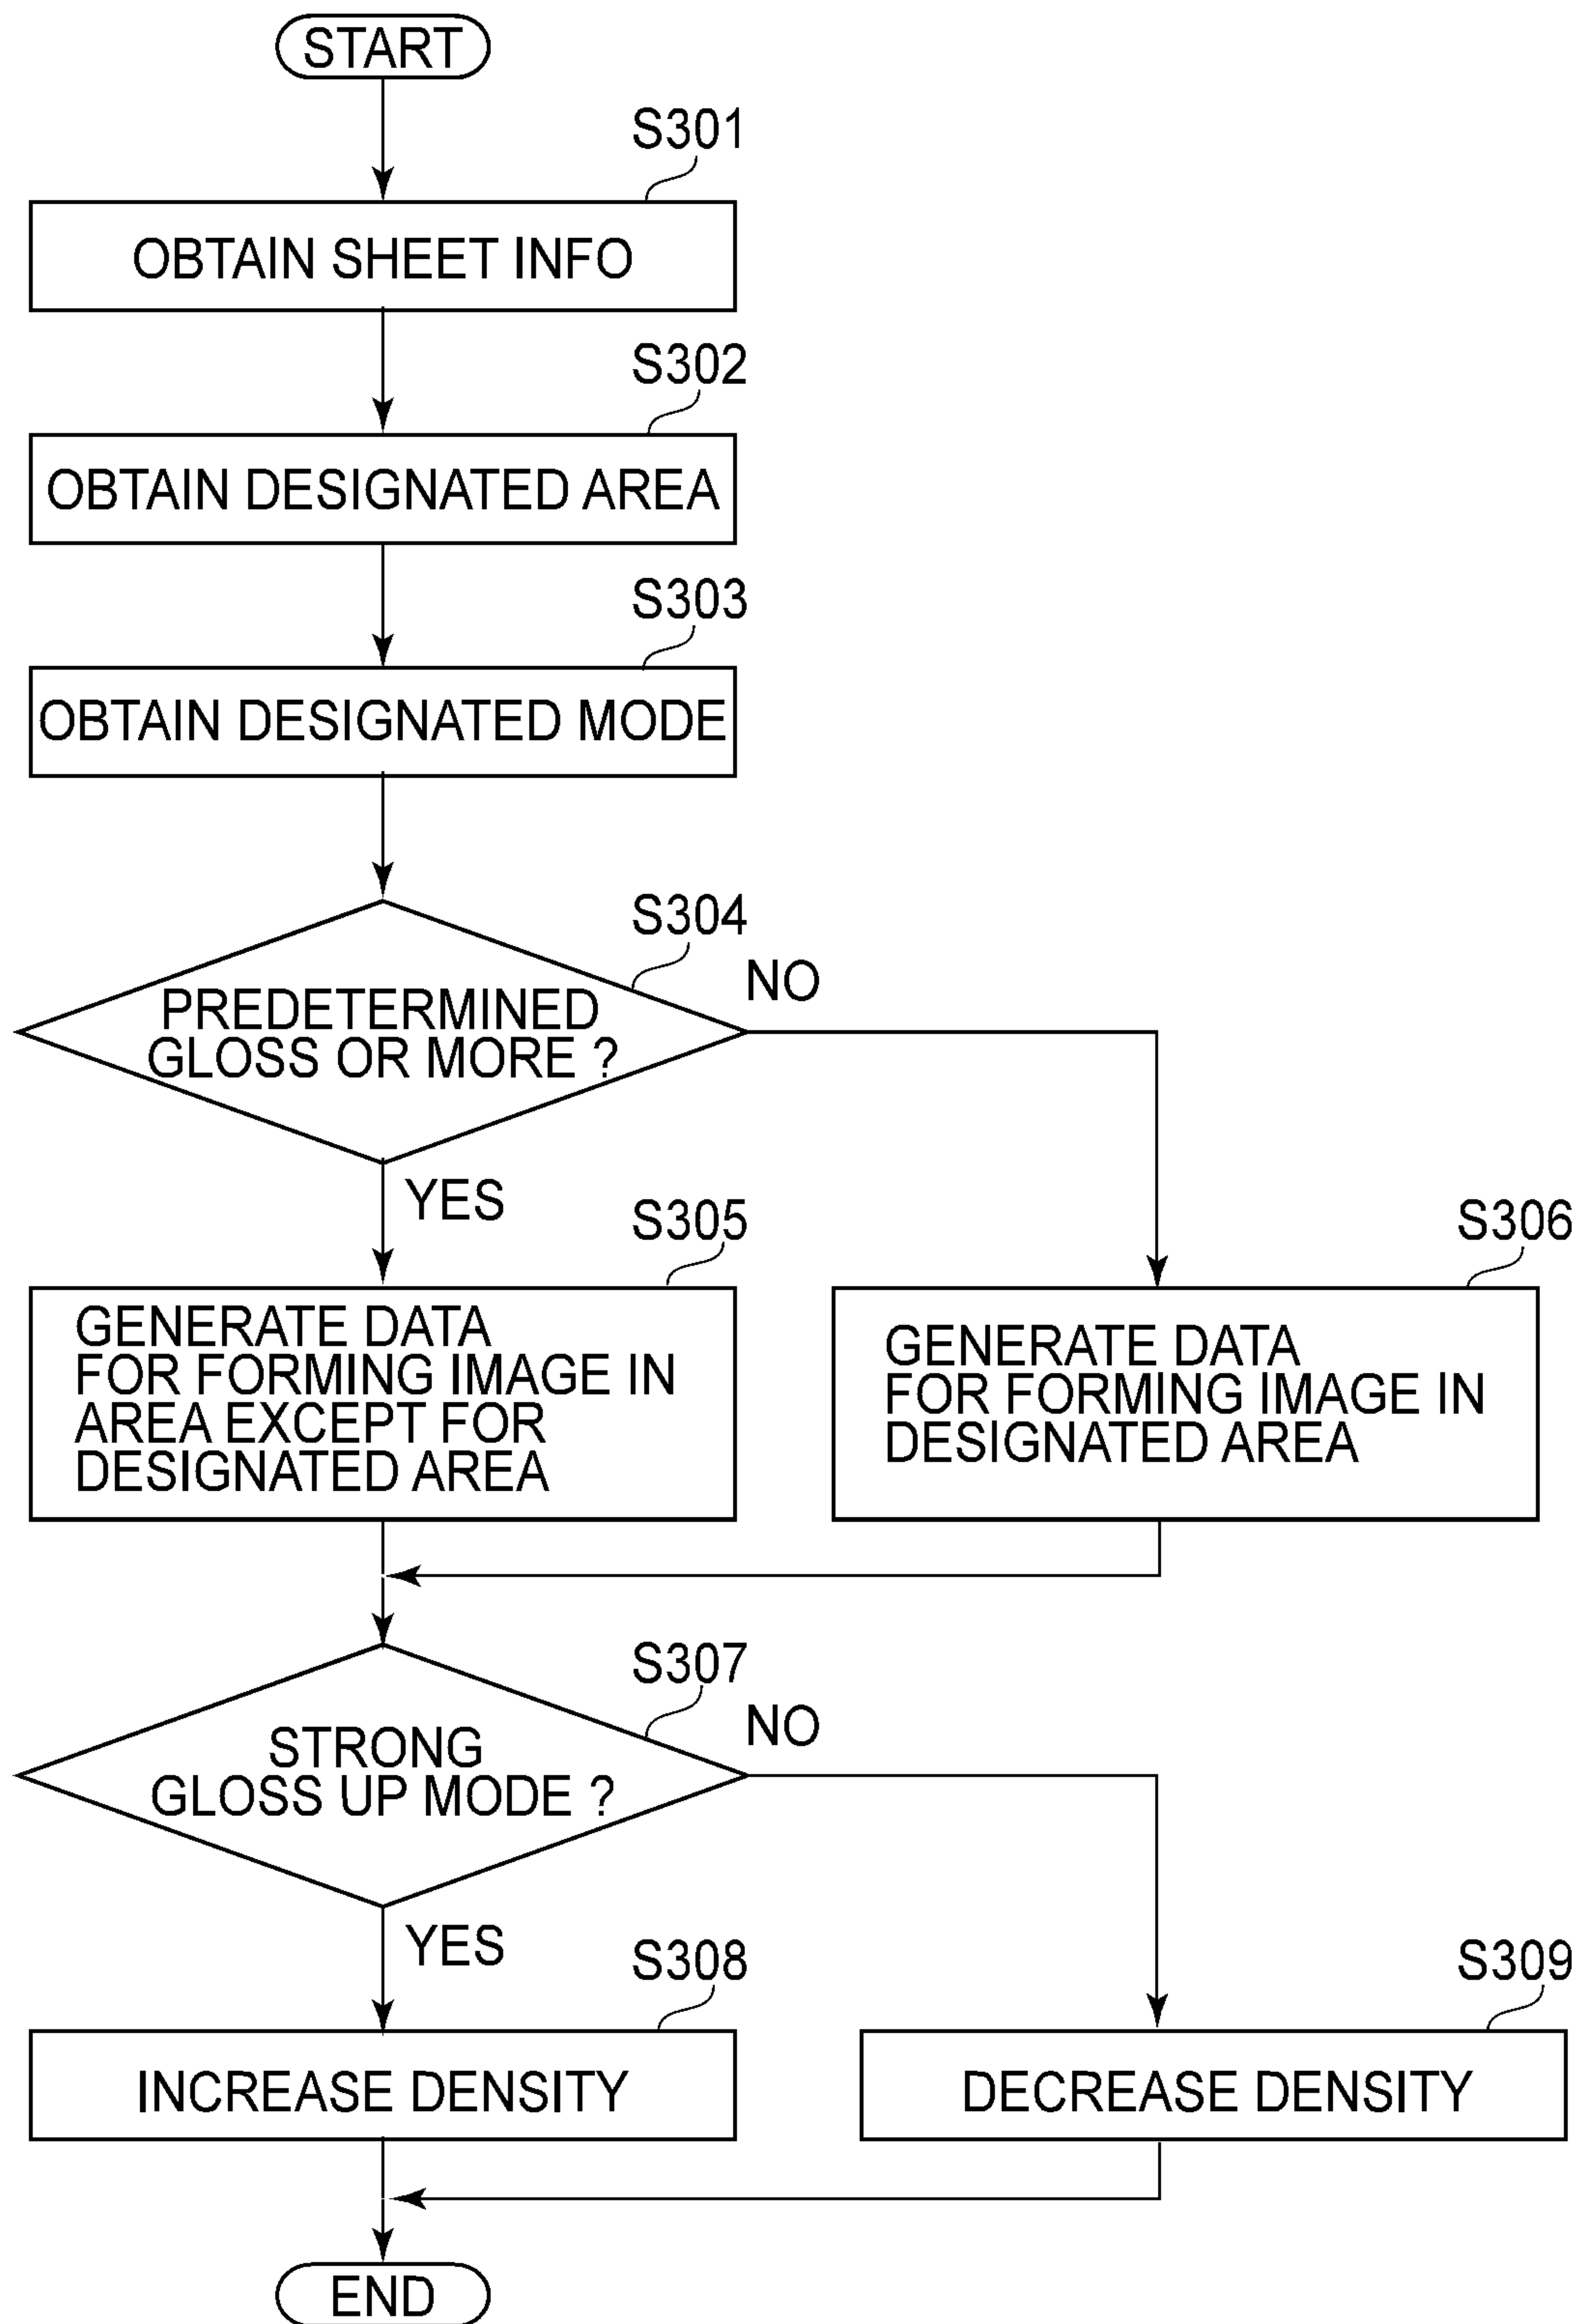 START
S301
OBTAIN SHEET INFO
S302
OBTAIN DESIGNATED AREA
S303
OBTAIN DESIGNATED MODE
S304
NO
PREDETERMINED
GLOSS OR MORE ?
YES
S305
GENERATE DATA
FOR FORMING IMAGE IN
AREA EXCEPT FOR
DESIGNATED AREA
S306
GENERATE DATA
FOR FORMING IMAGE IN
DESIGNATED AREA
S307
NO
STRONG
GLOSS UP MODE ?
YES
S308
INCREASE DENSITY
S309
DECREASE DENSITY
END